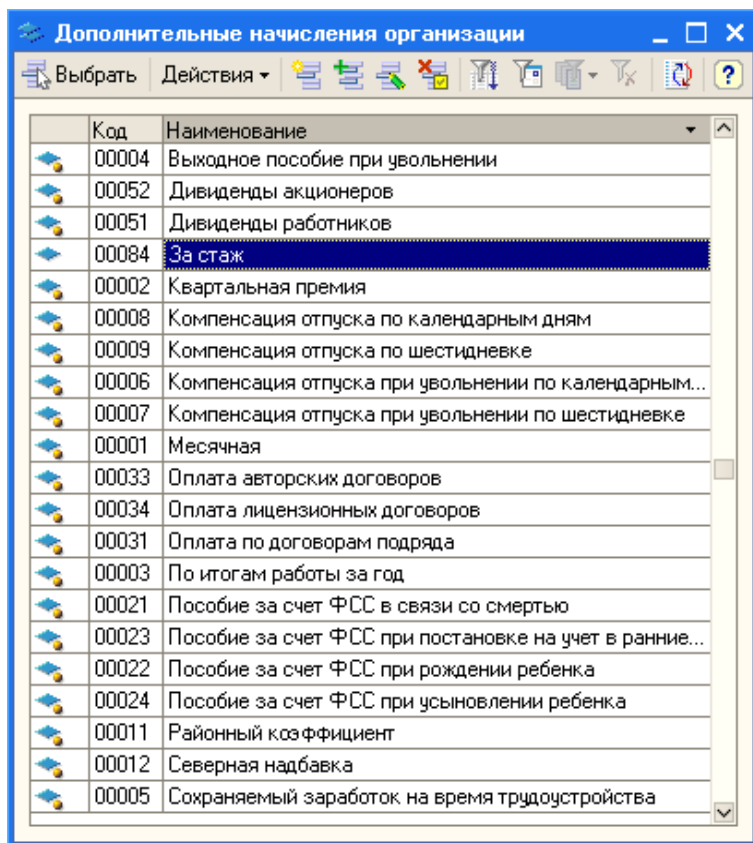 Дополнительные начисления организации
Выбрать Действия
Код Наименование
00004 Выходное пособие при увольнении
00052 Дивиденды акционеров
00051 Дивиденды работников
00084 За стаж
00002 Квартальная премия
00008 Компенсация отпуска по календарным дням
00009 Компенсация отпуска по шестидневке
00006 Компенсация отпуска при увольнении по календарным...
00007 Компенсация отпуска при увольнении по шестидневке
00001 Месячная
00033 Оплата авторских договоров
00034 Оплата лицензионных договоров
00031 Оплата по договорам подряда
00003 По итогам работы за год
00021 Пособие за счет ФСС в связи со смертью
00023 Пособие за счет ФСС при постановке на учет в ранние...
00022 Пособие за счет ФСС при рождении ребенка
00024 Пособие за счет ФСС при усыновлении ребенка
00011 Районный коэффициент
00012 Северная надбавка
00005 Сохраняемый заработок на время трудоустройства